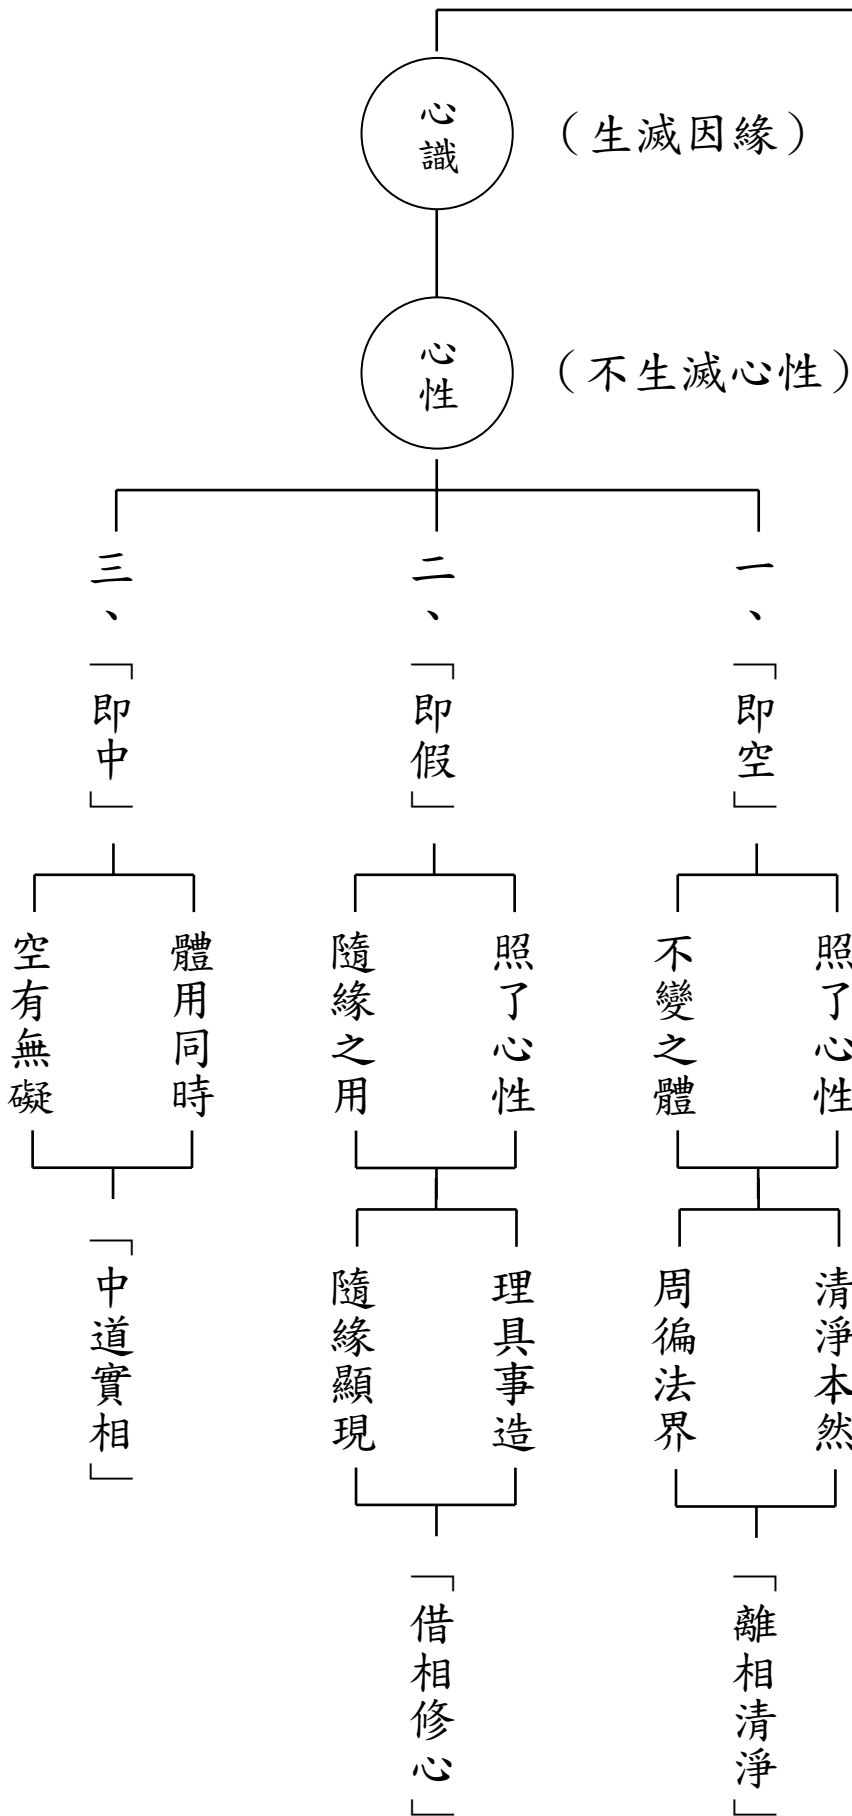 心識
（生滅因緣）
心性
（不生滅心性）
一、「即空」
照了心性
不變之體
清淨本然
周徧法界
「離相清淨」
二、「即假」
照了心性
隨緣之用
理具事造
隨緣顯現
「借相修心」
三、「即中」
體用同時
空有無礙
「中道實相」